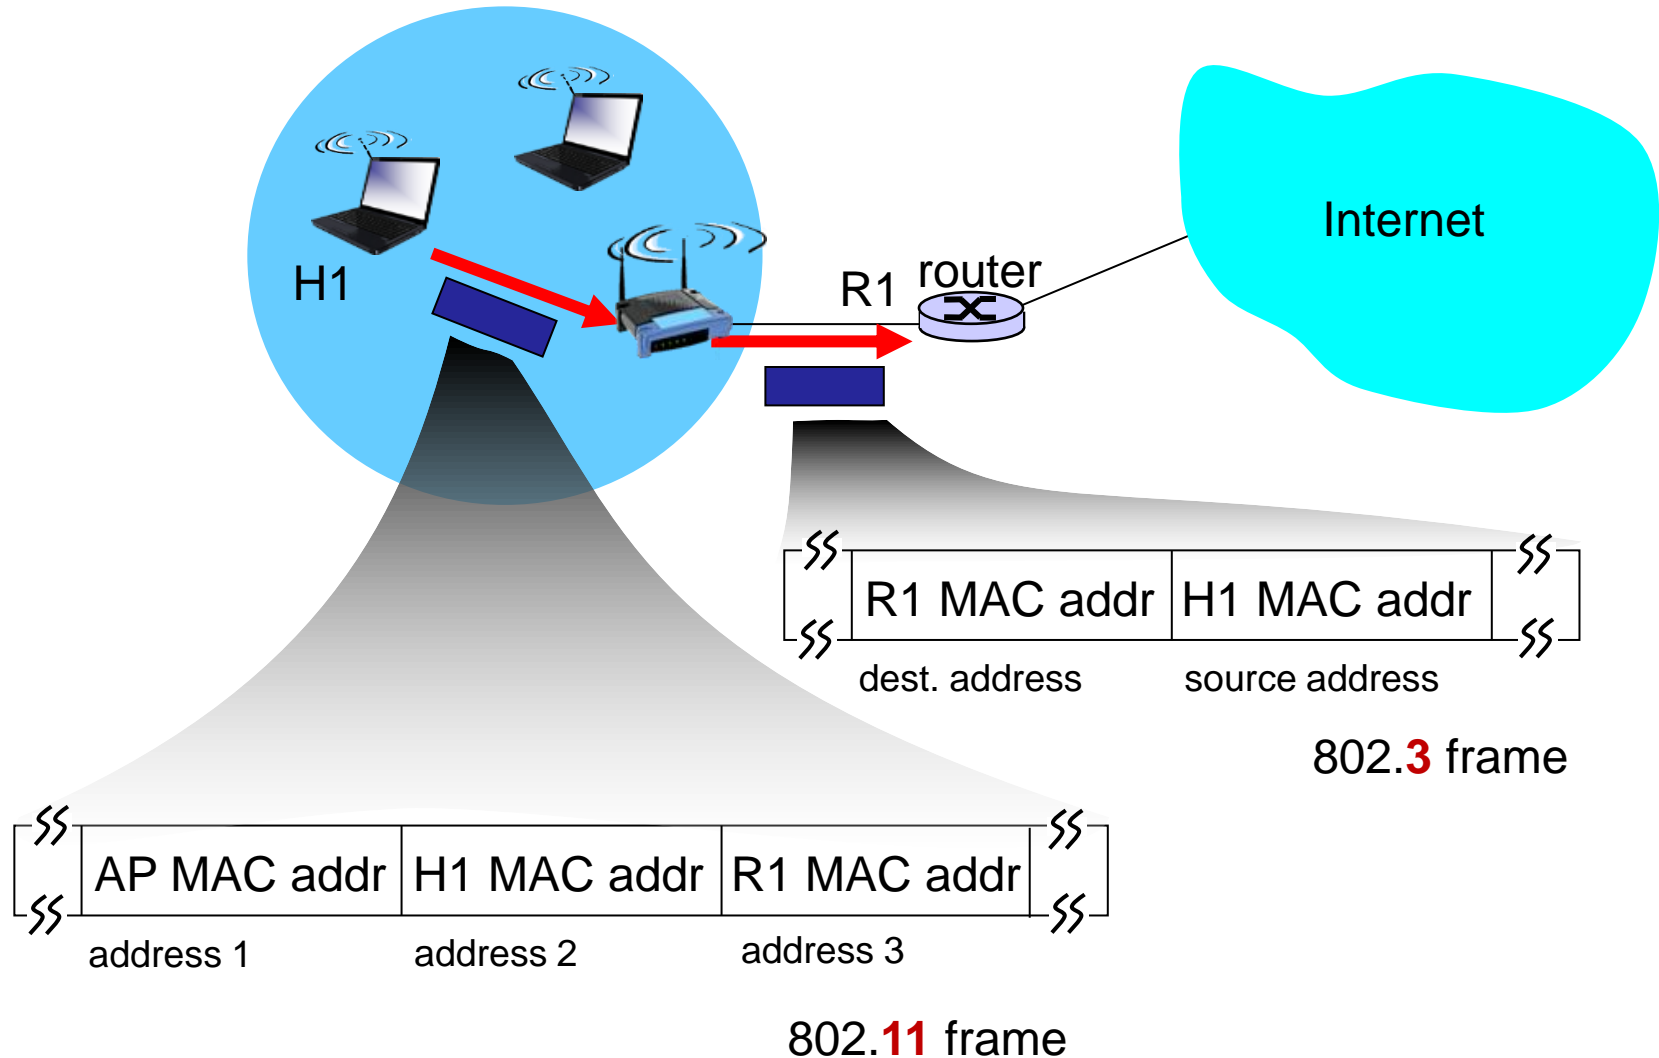 Internet
router
H1
R1
R1 MAC addr H1 MAC addr
dest. address source address
802.3 frame
AP MAC addr H1 MAC addr R1 MAC addr
address 1 address 2 address 3
802.11 frame